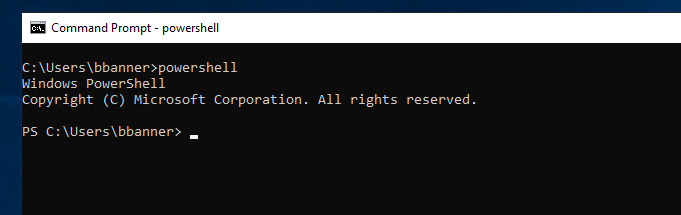 Command Prompt - powershell
C:\Users\bbanner>powershell
Windows PowerShell
Copyright (C) Microsoft Corporation. All rights reserved.
PS C:\Users\bbanner>